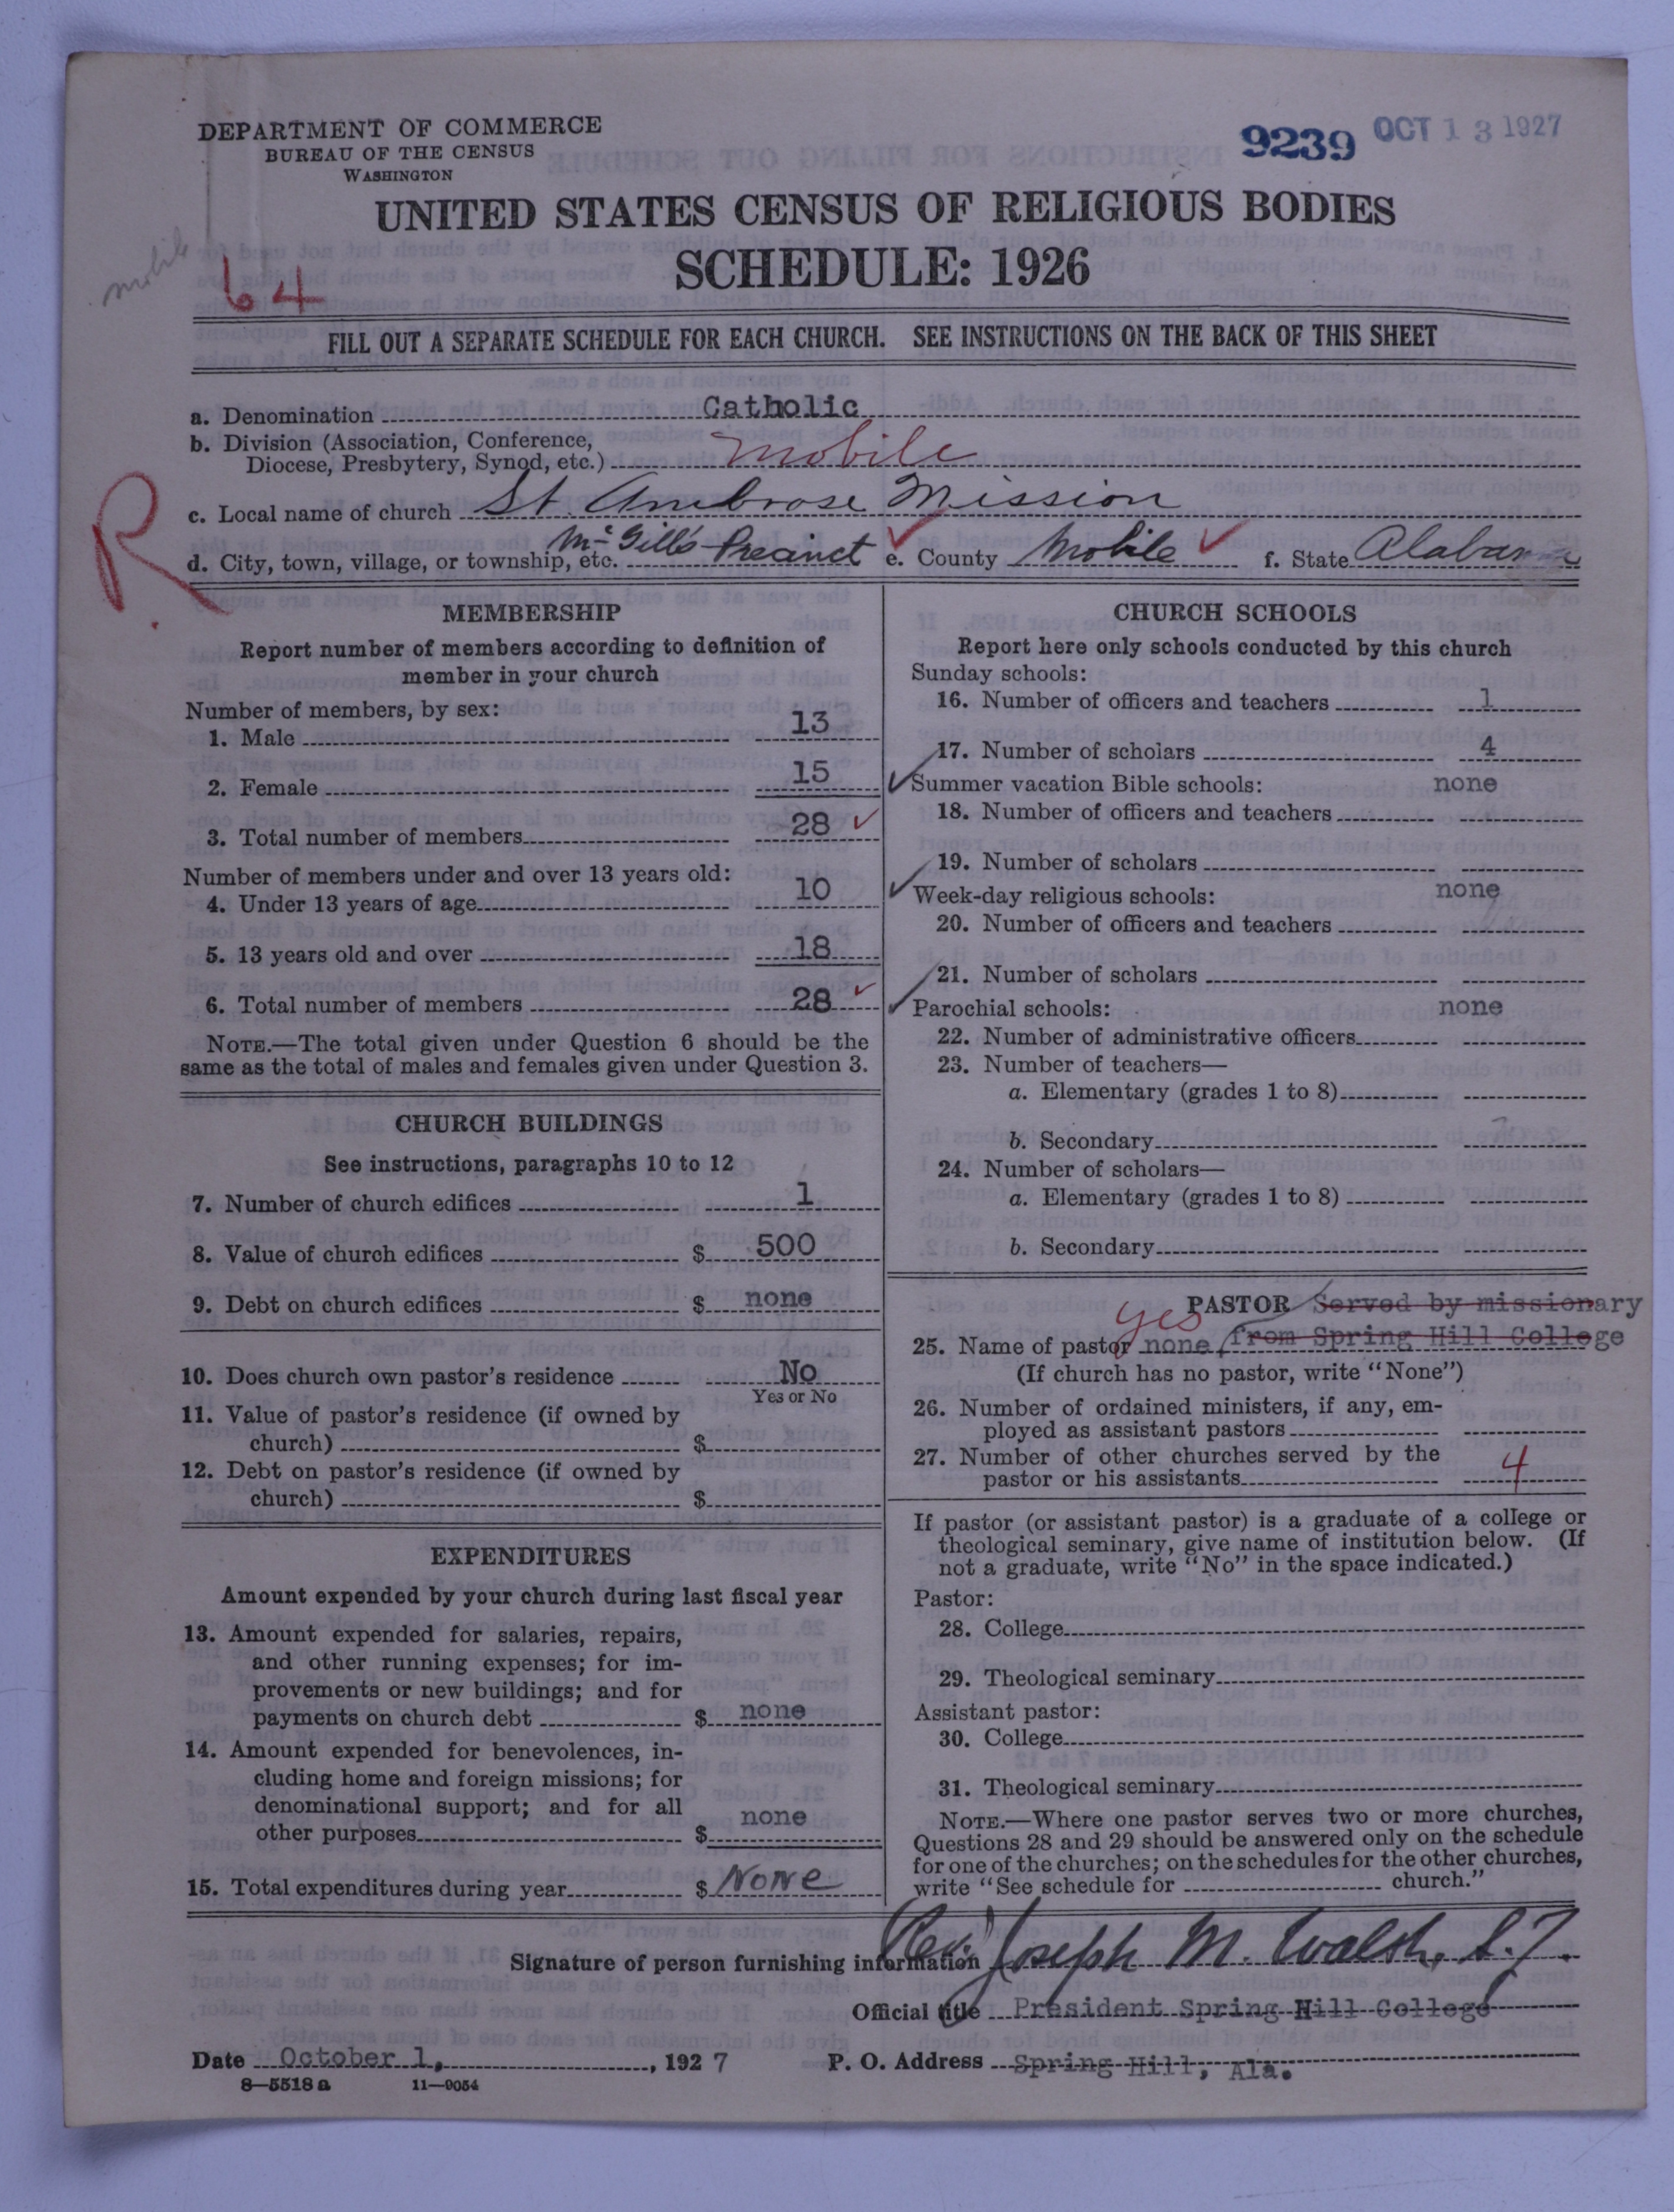 DEPARTMENT OF COMMERCE
BUREAU OF THE CENSUS
WASHINGTON
9239 OCT 13 1927
UNITED STATES CENSUS OF RELIGIOUS BODIES
SCHEDULE: 1926
mobile
64
FILL OUT A SEPARATE SCHEDULE FOR EACH CHURCH. SEE INSTRUCTIONS ON THE BACK OF THIS SHEET
a. Denomination Catholic
b. Division (Association, Conference,
Diocese, Presbytery, Synod, etc.) Mobile
c. Local name of church St. Ambrose Mission
R
d. City, town, village, or township, etc. McGill's Precinct e. County Mobile f. State Alabama
MEMBERSHIP
Report number of members according to definition of
member in your church
Number of members, by sex:
1. Male 13
2. Female 15
3. Total number of members 28
Number of members under and over 13 years old:
4. Under 13 years of age 10
5. 13 years old and over 18
6. Total number of members 28
NOTE.—The total given under Question 6 should be the
same as the total of males and females given under Question 3.
CHURCH BUILDINGS
See instructions, paragraphs 10 to 12
7. Number of church edifices 1
8. Value of church edifices $ 500
9. Debt on church edifices $ none
10. Does church own pastor's residence No
Yes or No
11. Value of pastor's residence (if owned by
church) $
12. Debt on pastor's residence (if owned by
church) $
EXPENDITURES
Amount expended by your church during last fiscal year
13. Amount expended for salaries, repairs,
and other running expenses; for im-
provements or new buildings; and for
payments on church debt $ none
14. Amount expended for benevolences, in-
cluding home and foreign missions; for
denominational support; and for all
other purposes $ none
15. Total expenditures during year $ None
CHURCH SCHOOLS
Report here only schools conducted by this church
Sunday schools:
16. Number of officers and teachers 1
17. Number of scholars 4
Summer vacation Bible schools: none
18. Number of officers and teachers
19. Number of scholars
Week-day religious schools: none
20. Number of officers and teachers
21. Number of scholars
Parochial schools: none
22. Number of administrative officers
23. Number of teachers—
a. Elementary (grades 1 to 8)
b. Secondary
24. Number of scholars—
a. Elementary (grades 1 to 8)
b. Secondary
PASTOR Served by missionary
yes
25. Name of pastor none from Spring Hill College
(If church has no pastor, write "None")
26. Number of ordained ministers, if any, em-
ployed as assistant pastors
27. Number of other churches served by the
pastor or his assistants 4
If pastor (or assistant pastor) is a graduate of a college or
theological seminary, give name of institution below. (If
not a graduate, write "No" in the space indicated.)
Pastor:
28. College
29. Theological seminary
Assistant pastor:
30. College
31. Theological seminary
NOTE.—Where one pastor serves two or more churches,
Questions 28 and 29 should be answered only on the schedule
for one of the churches; on the schedules for the other churches,
write "See schedule for church."
Signature of person furnishing information (Rev.) Joseph M. Walsh, S.J.
Official title President Spring Hill College
Date October 1, , 1927 P. O. Address Spring Hill, Ala.
8—5518a 11—9054